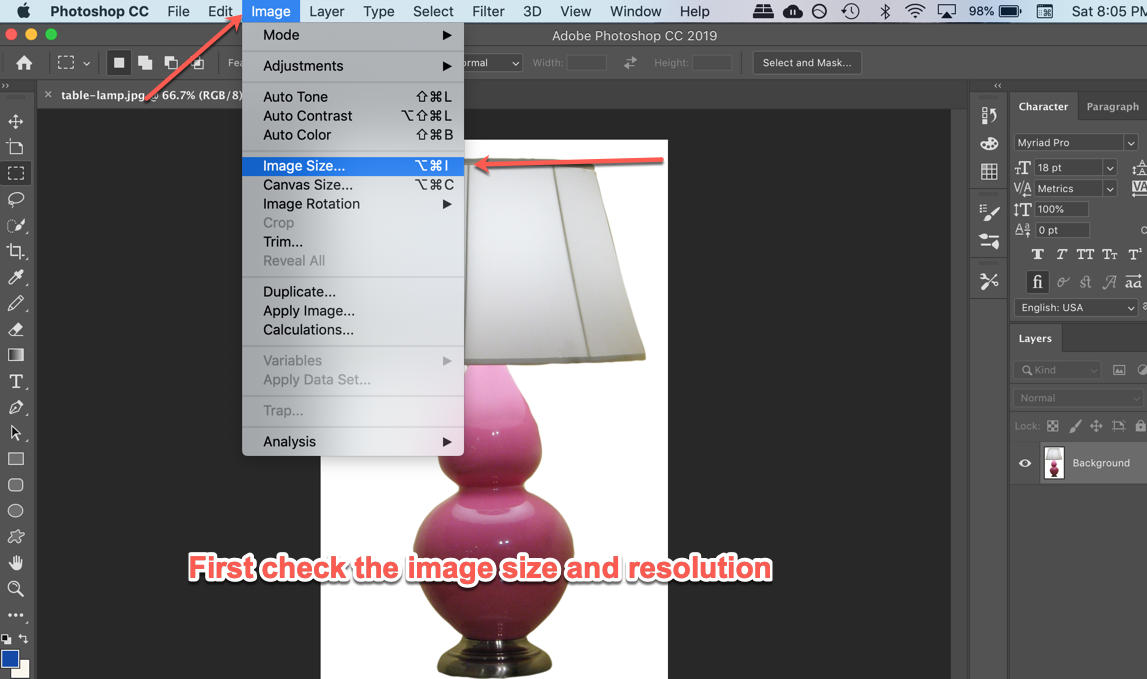 Photoshop CC File Edit Image Layer Type Select Filter 3D View Window Help 98% Sat 8:05 PM
Adobe Photoshop CC 2019
Width: Height: Select and Mask...
× table-lamp.jpg @ 66.7% (RGB/8)
Mode
Adjustments
Auto Tone ⇧⌘L
Auto Contrast ⌥⇧⌘L
Auto Color ⇧⌘B
Image Size... ⌥⌘I
Canvas Size... ⌥⌘C
Image Rotation
Crop
Trim...
Reveal All
Duplicate...
Apply Image...
Calculations...
Variables
Apply Data Set...
Trap...
Analysis
Character Paragraph
Myriad Pro
18 pt
Metrics
100%
0 pt
English: USA
Layers
Kind
Normal
Lock:
Background
First check the image size and resolution